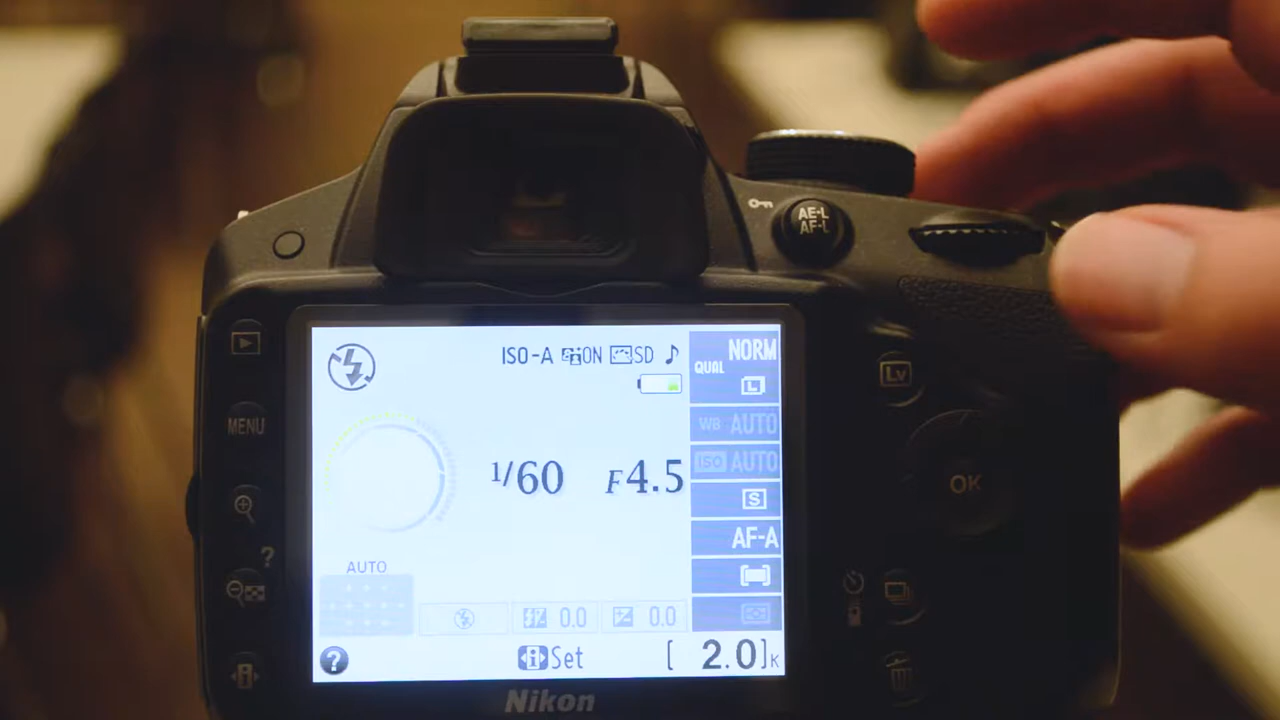 AE-L
AF-L
ISO-A ON SD
NORM
QUAL
L
WB AUTO
ISO AUTO
S
AF-A
1/60 F4.5
AUTO
0.0 0.0
? i Set [ 2.0]K
MENU
?
i
Lv
OK
Nikon